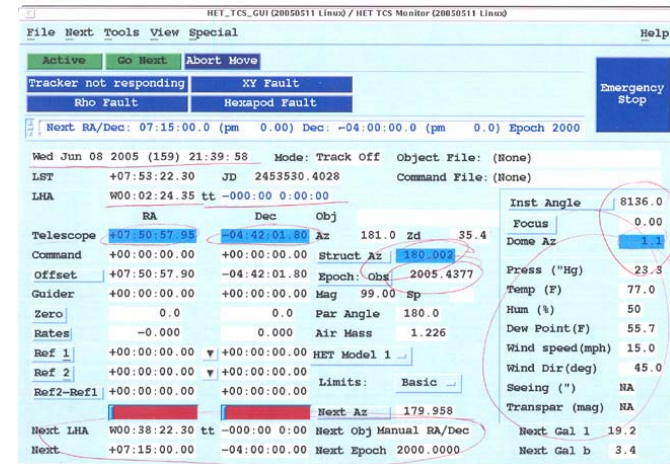 HET_TCS_GUI (20050511 Linux) / HET TCS Monitor (20050511 Linux)
File Next Tools View Special Help
Active Go Next Abort Move
Tracker not responding XY Fault
Rho Fault Hexapod Fault
Emergency Stop
Next RA/Dec: 07:15:00.0 (pm 0.00) Dec: -04:00:00.0 (pm 0.0) Epoch 2000
Wed Jun 08 2005 (159) 21:39:58 Mode: Track Off Object File: (None)
LST +07:53:22.30 JD 2453530.4028 Command File: (None)
LHA W00:02:24.35 tt -000:00 0:00:00
RA Dec Obj
Telescope +07:50:57.95 -04:42:01.80 Az 181.0 Zd 35.4
Command +00:00:00.00 +00:00:00.00 Struct Az 180.002
Offset +07:50:57.90 -04:42:01.80 Epoch: Obs 2005.4377
Guider +00:00:00.00 +00:00:00.00 Mag 99.00 Sp
Zero 0.0 0.0 Par Angle 180.0
Rates -0.000 0.000 Air Mass 1.226
Ref 1 +00:00:00.00 +00:00:00.00 HET Model 1
Ref 2 +00:00:00.00 +00:00:00.00
Ref2-Ref1 +00:00:00.00 +00:00:00.00 Limits: Basic
Next Az 179.958
Next LHA W00:38:22.30 tt -000:00 0:00 Next Obj Manual RA/Dec
Next +07:15:00.00 -04:00:00.00 Next Epoch 2000.0000
Inst Angle 8136.0
Focus 0.00
Dome Az 1.1
Press ("Hg) 23.3
Temp (F) 77.0
Hum (%) 50
Dew Point(F) 55.7
Wind speed(mph) 15.0
Wind Dir(deg) 45.0
Seeing (") NA
Transpar (mag) NA
Next Gal l 19.2
Next Gal b 3.4